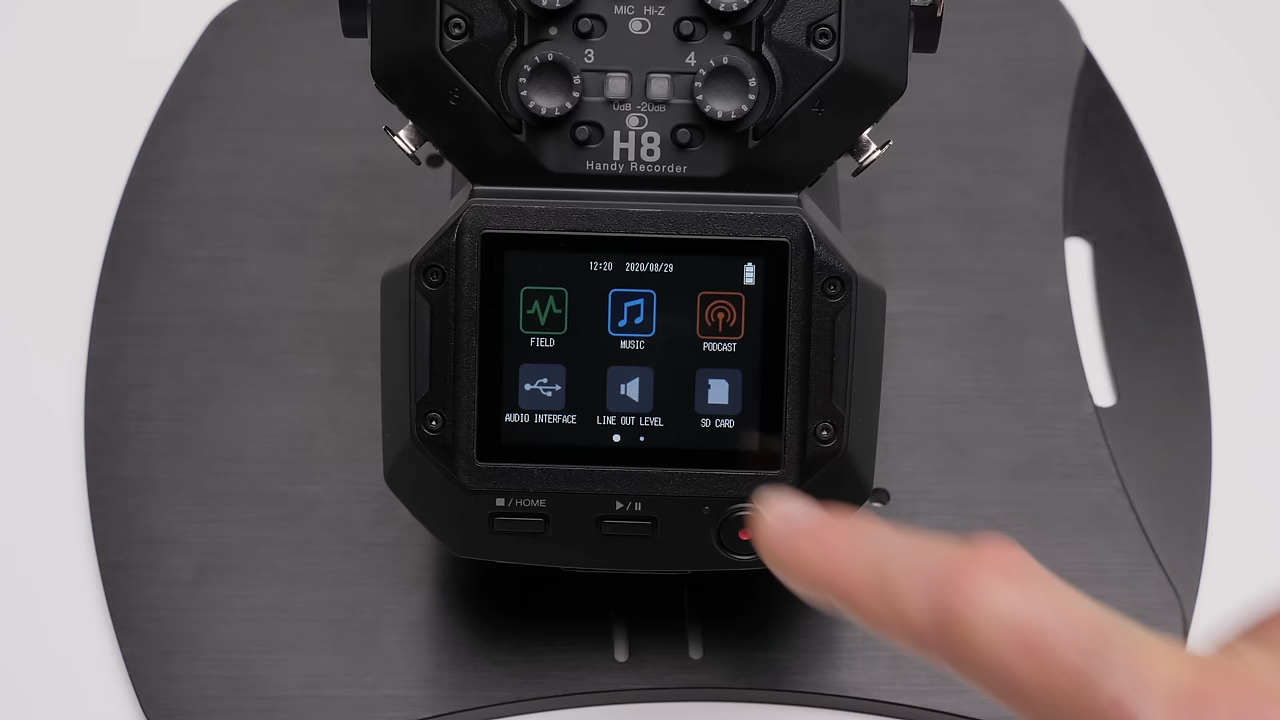 MIC Hi-Z
3 4
0dB -20dB
H8
Handy Recorder
12:20 2020/08/29
FIELD MUSIC PODCAST
AUDIO INTERFACE LINE OUT LEVEL SD CARD
/ HOME